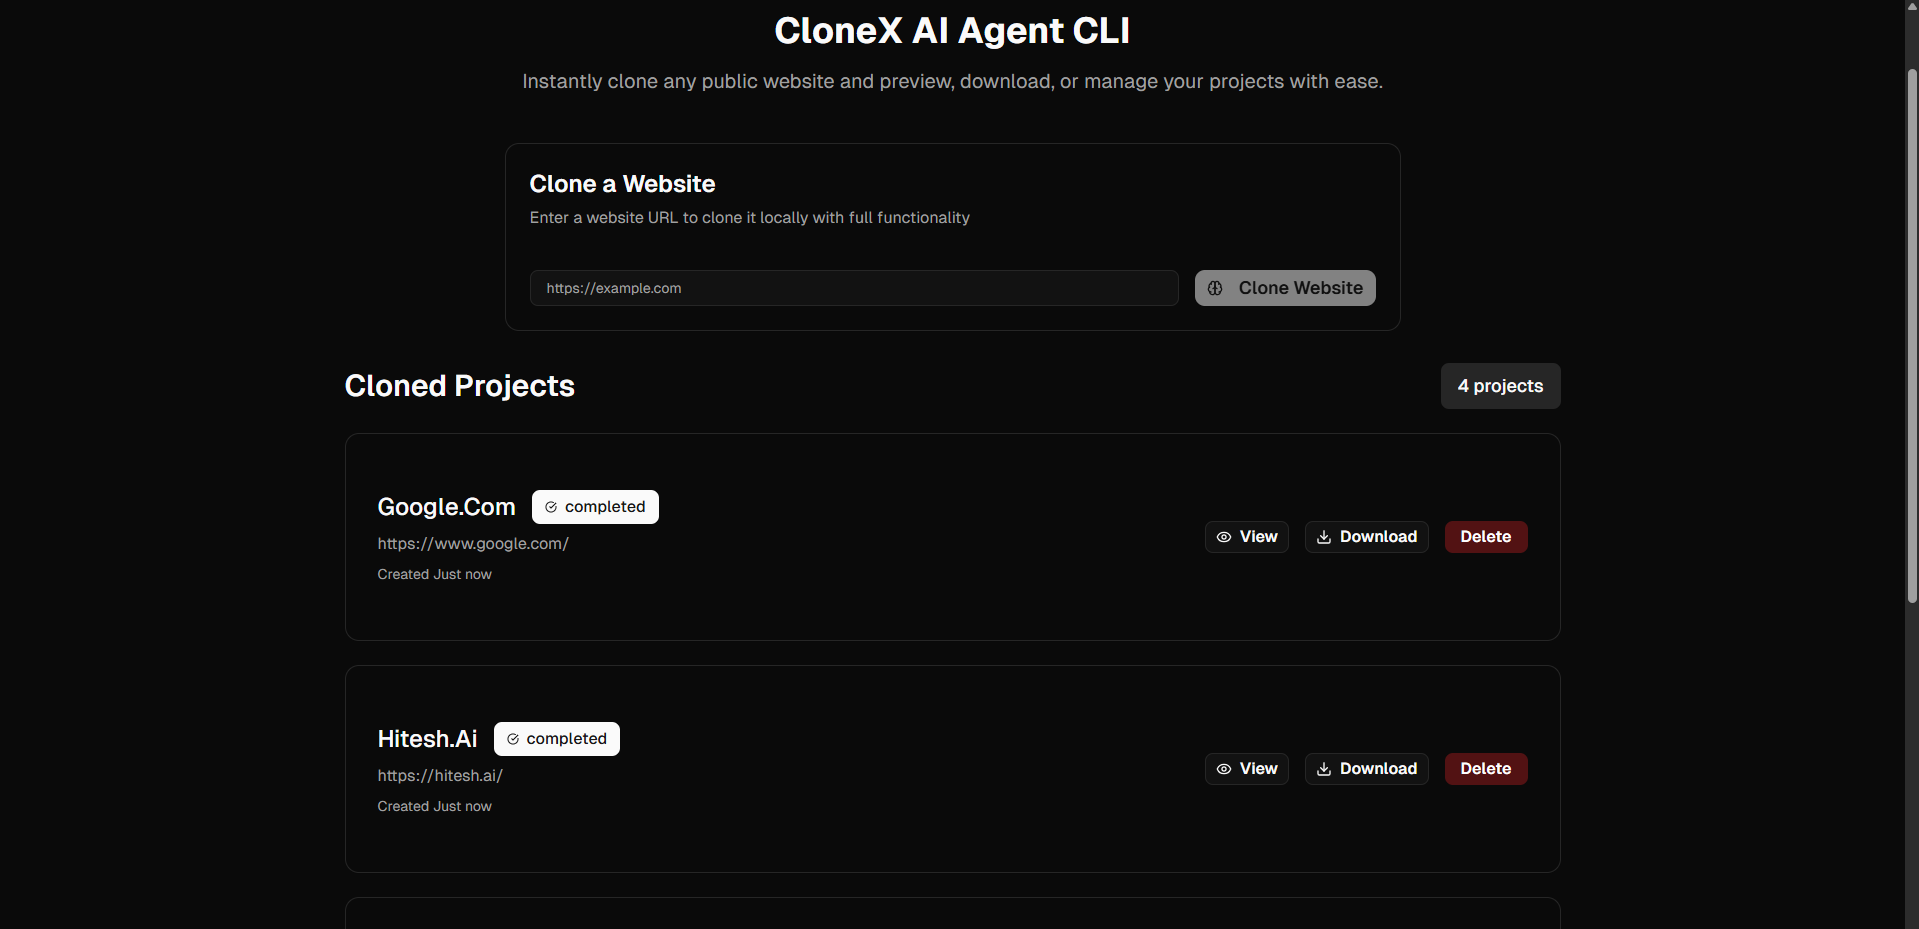 CloneX AI Agent CLI
Instantly clone any public website and preview, download, or manage your projects with ease.
Clone a Website
Enter a website URL to clone it locally with full functionality
https://example.com
Clone Website
Cloned Projects
4 projects
Google.Com
completed
https://www.google.com/
Created Just now
View
Download
Delete
Hitesh.Ai
completed
https://hitesh.ai/
Created Just now
View
Download
Delete